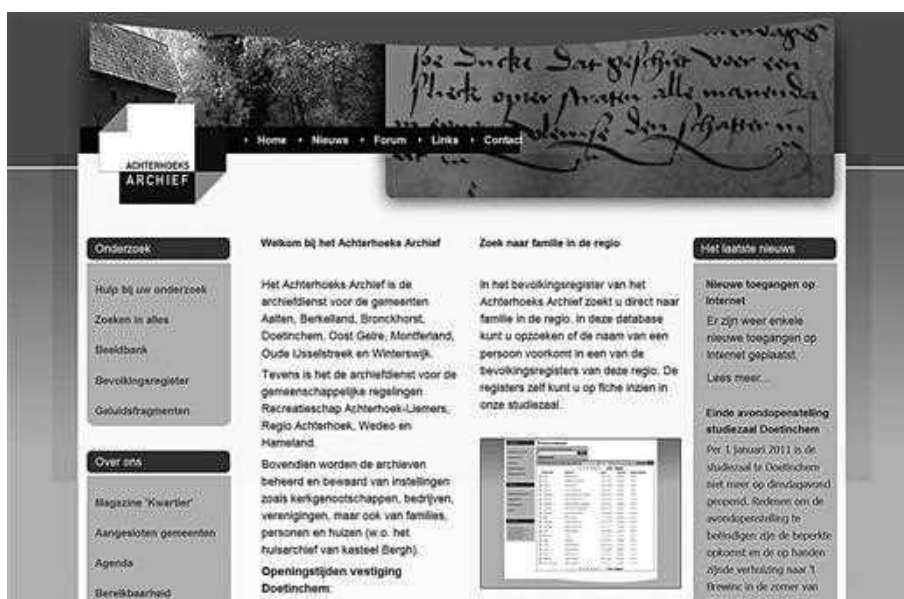 Home Nieuws Forum Links Contact
ACHTERHOEKS
ARCHIEF
Onderzoek
Hulp bij uw onderzoek
Zoeken in alles
Beeldbank
Bevolkingsregister
Geluidsfragmenten
Over ons
Magazine 'Kwartier'
Aangesloten gemeenten
Agenda
Bereikbaarheid
Welkom bij het Achterhoeks Archief
Het Achterhoeks Archief is de
archiefdienst voor de gemeenten
Aalten, Berkelland, Bronckhorst,
Doetinchem, Oost Gelre, Montferland,
Oude IJsselstreek en Winterswijk.
Tevens is het de archiefdienst voor de
gemeenschappelijke regelingen
Recreatieschap Achterhoek-Liemers,
Regio Achterhoek, Wedeo en
Hameland.
Bovendien worden de archieven
beheerd en bewaard van instellingen
zoals kerkgenootschappen, bedrijven,
verenigingen, maar ook van families,
personen en huizen (w.o. het
huisarchief van kasteel Bergh).
Openingstijden vestiging
Doetinchem:
Zoek naar familie in de regio
In het bevolkingsregister van het
Achterhoeks Archief zoekt u direct naar
familie in de regio. In deze database
kunt u opzoeken of de naam van een
persoon voorkomt in een van de
bevolkingsregisters van deze regio. De
registers zelf kunt u op fiche inzien in
onze studiezaal.
Het laatste nieuws
Nieuwe toegangen op
Internet
Er zijn weer enkele
nieuwe toegangen op
Internet geplaatst
Lees meer...
Einde avondopenstelling
studiezaal Doetinchem
Per 1 januari 2011 is de
studiezaal te Doetinchem
niet meer op dinsdagavond
geopend. Redenen om de
avondopenstelling te
beëindigen zijn de beperkte
opkomst en de op handen
zijnde verhuizing naar 't
Brewinc in de zomer van